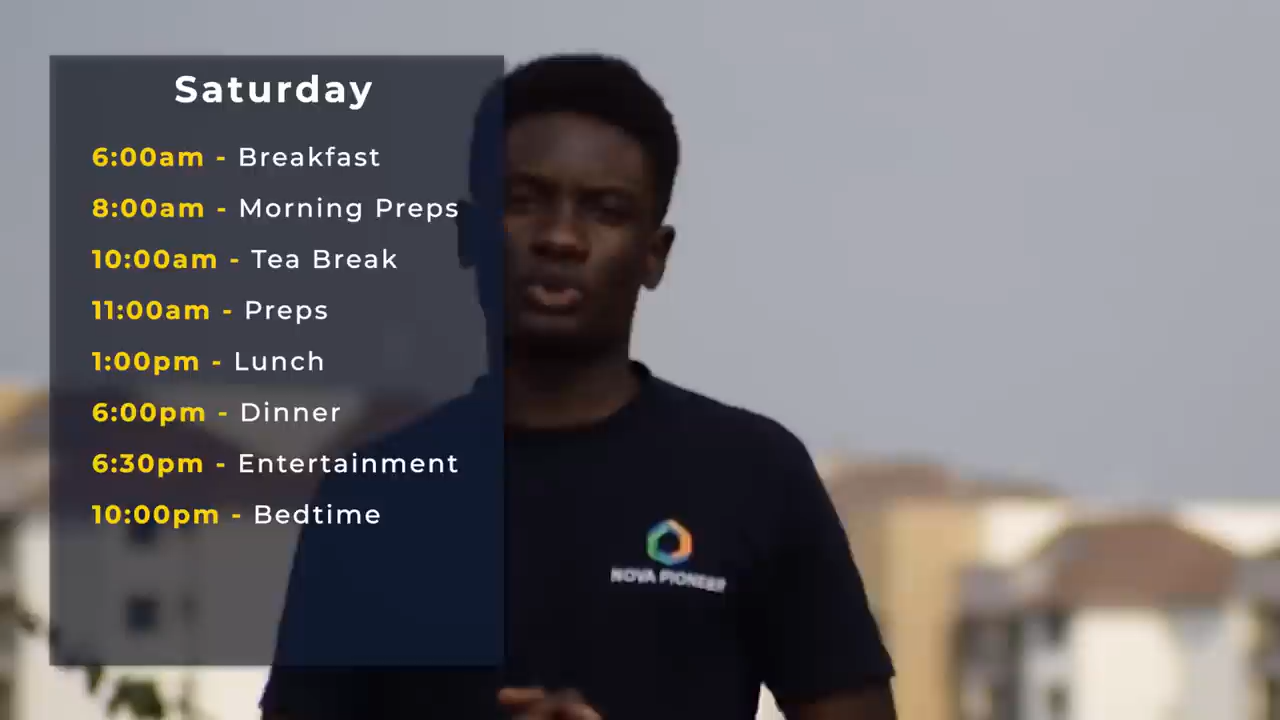 Saturday
6:00am - Breakfast
8:00am - Morning Preps
10:00am - Tea Break
11:00am - Preps
1:00pm - Lunch
6:00pm - Dinner
6:30pm - Entertainment
10:00pm - Bedtime
NOVA PIONEER